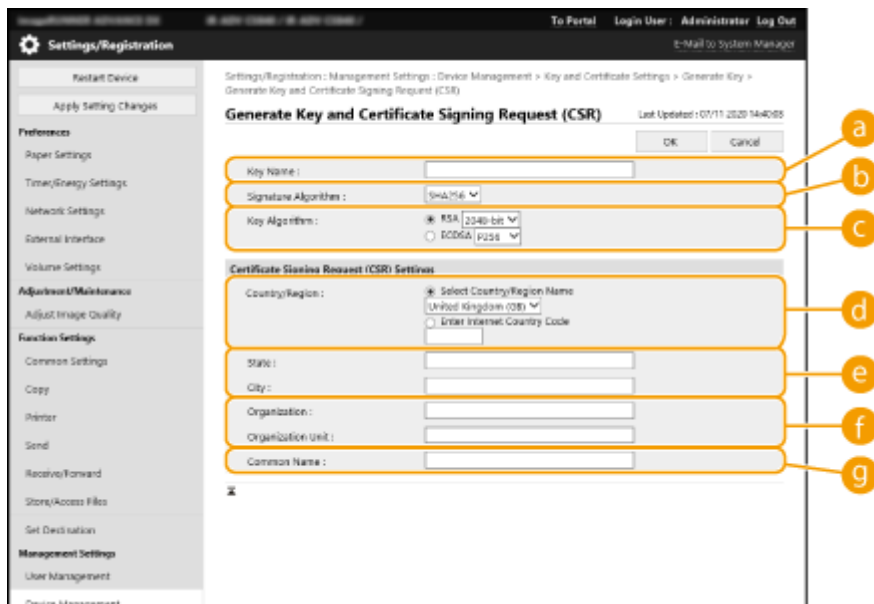 To Portal Login User : Administrator Log Out
Settings/Registration
E-Mail to System Manager
Restart Device
Apply Setting Changes
Preferences
Paper Settings
Timer/Energy Settings
Network Settings
External Interface
Volume Settings
Adjustment/Maintenance
Adjust Image Quality
Function Settings
Common Settings
Copy
Printer
Send
Receive/Forward
Store/Access Files
Set Destination
Management Settings
User Management
Device Management
Settings/Registration : Management Settings : Device Management > Key and Certificate Settings > Generate Key >
Generate Key and Certificate Signing Request (CSR)
Generate Key and Certificate Signing Request (CSR)
Last Updated : 07/11 2020 14:40:08
OK Cancel
Key Name :
a
Signature Algorithm : SHA256
b
Key Algorithm : RSA 2048-bit
ECDSA P256
c
Certificate Signing Request (CSR) Settings
Country/Region : Select Country/Region Name
United Kingdom (GB)
Enter Internet Country Code
d
State :
City :
e
Organization :
Organization Unit :
f
Common Name :
g